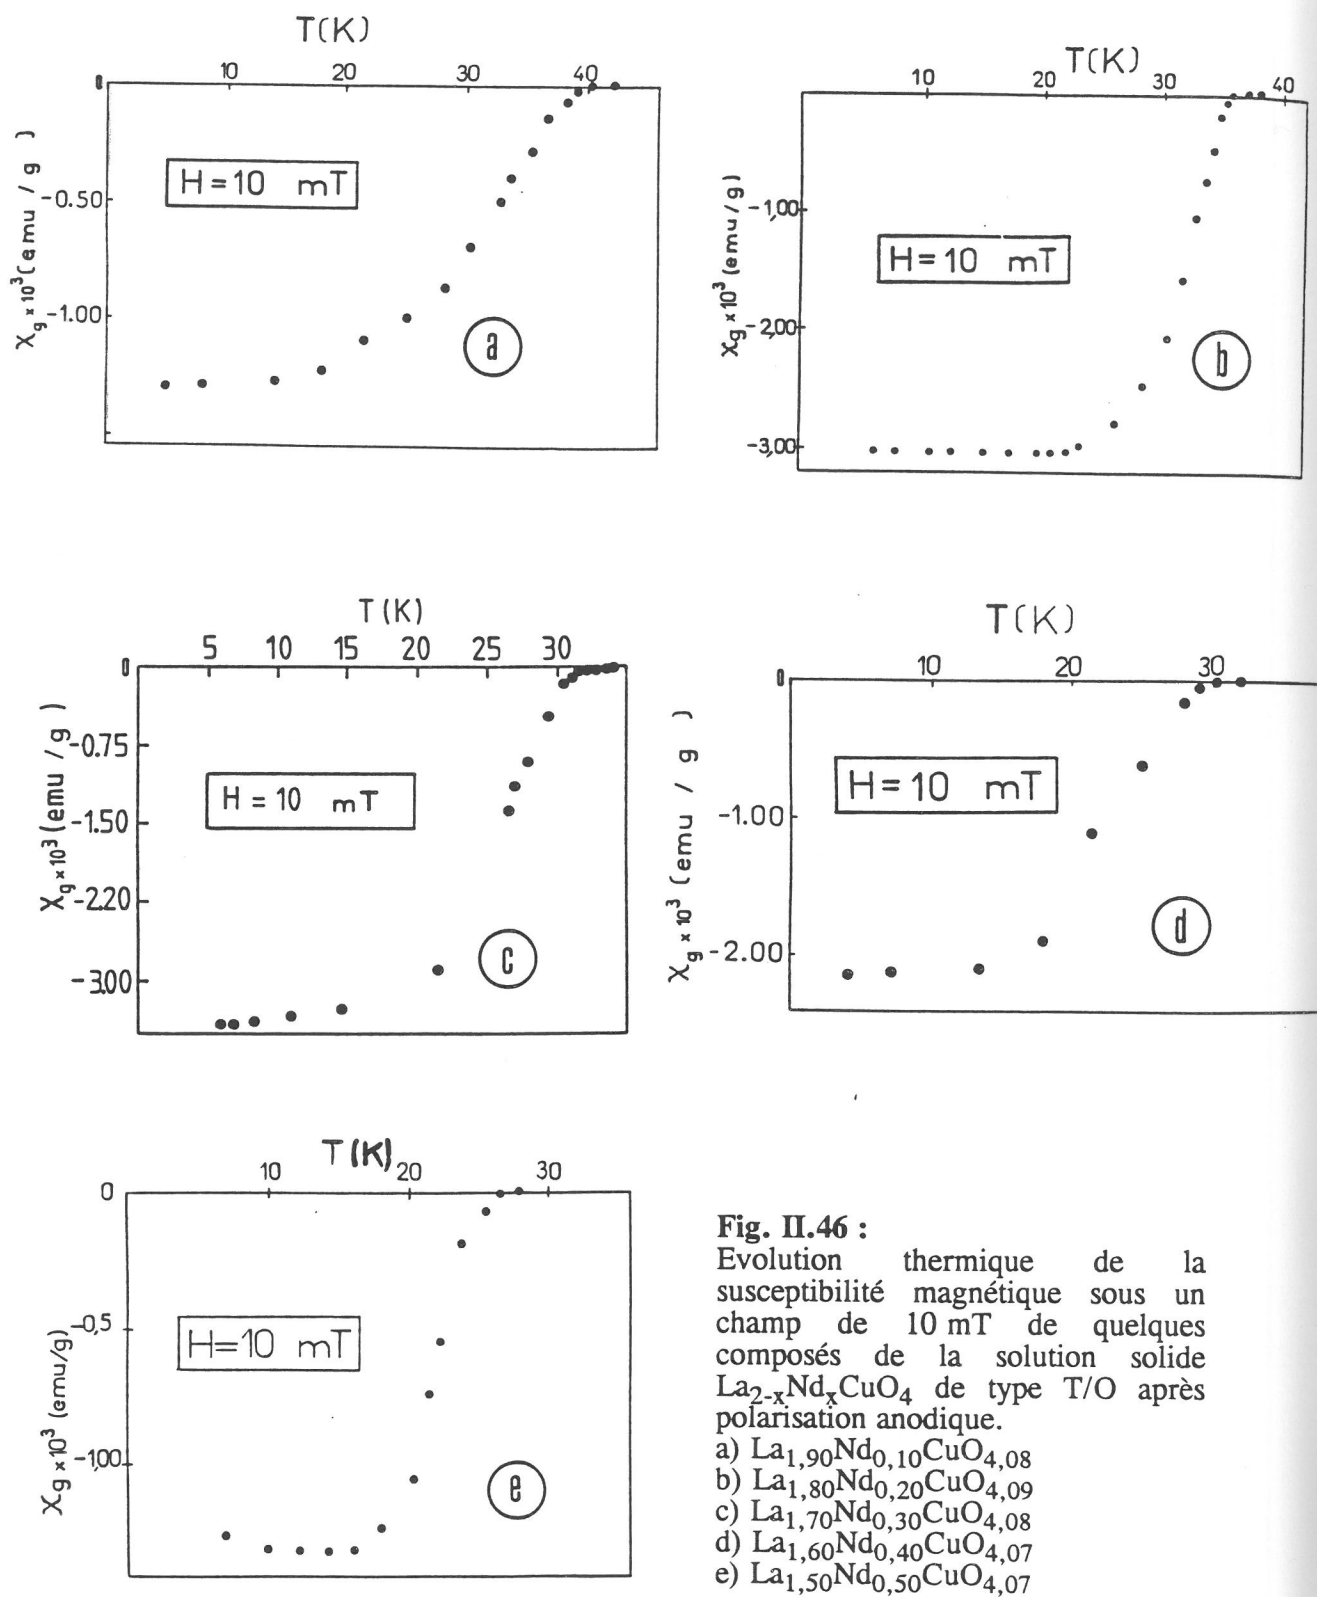 T(K)
0 10 20 30 40
χg×10³(emu / g )
H=10 mT
-0.50
-1.00
a
T(K)
10 20 30 40
χg×10³(emu/g)
-1,00
H=10 mT
-2,00
b
-3,00
T(K)
5 10 15 20 25 30
0
χg×10³(emu / g )
-0.75
H = 10 mT
-1.50
-2.20
c
-3.00
T(K)
10 20 30
0
χg×10³ (emu / g )
H=10 mT
-1.00
d
-2.00
T(K)
10 20 30
0
χg×10³ (emu/g)
-0,5
H=10 mT
-1,00
e
Fig. II.46 :
Evolution thermique de la
susceptibilité magnétique sous un
champ de 10 mT de quelques
composés de la solution solide
La2-xNdxCuO4 de type T/O après
polarisation anodique.
a) La1,90Nd0,10CuO4,08
b) La1,80Nd0,20CuO4,09
c) La1,70Nd0,30CuO4,08
d) La1,60Nd0,40CuO4,07
e) La1,50Nd0,50CuO4,07